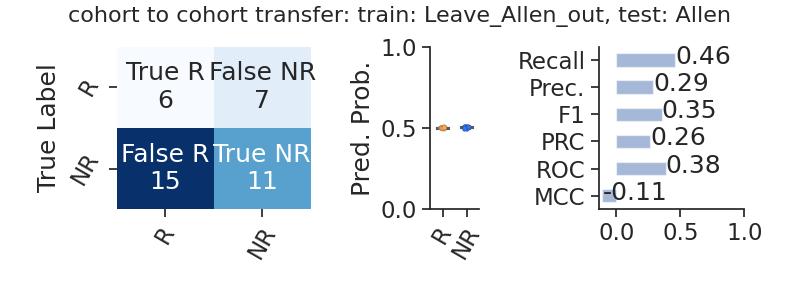 cohort to cohort transfer: train: Leave_Allen_out, test: Allen
True Label
R
NR
True R
6
False NR
7
False R
15
True NR
11
R
NR
Pred. Prob.
1.0
0.5
0.0
R
NR
Recall
0.46
Prec.
0.29
F1
0.35
PRC
0.26
ROC
0.38
MCC
-0.11
0.0
0.5
1.0